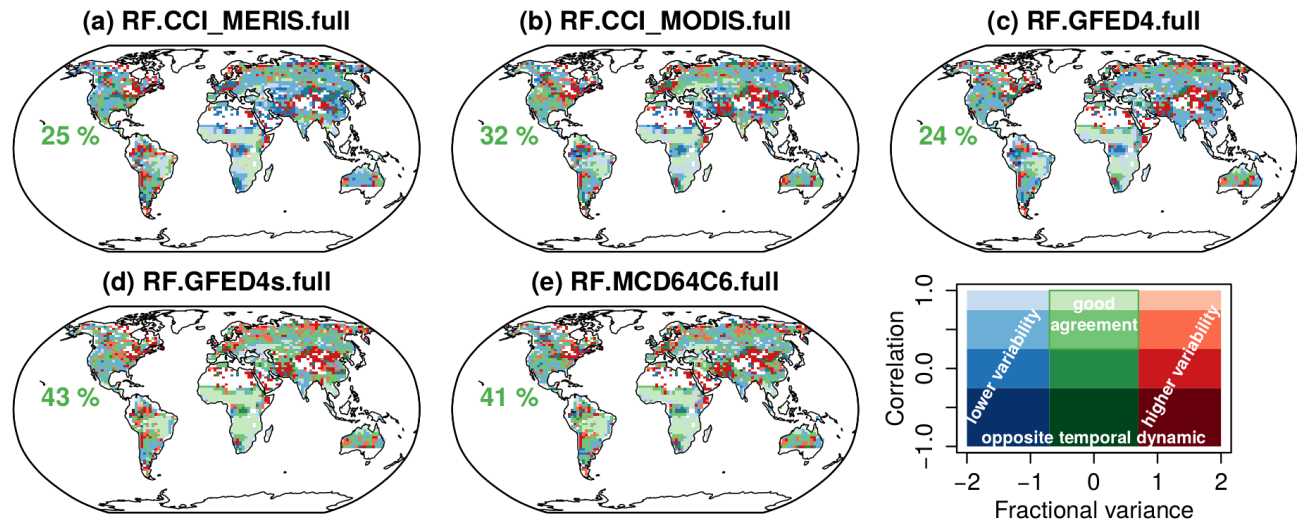 (a) RF.CCI_MERIS.full
(b) RF.CCI_MODIS.full
(c) RF.GFED4.full
25 %
32 %
24 %
(d) RF.GFED4s.full
(e) RF.MCD64C6.full
43 %
41 %
Correlation
1.0
0.0
−1.0
good
agreement
lower variability
higher variability
opposite temporal dynamic
−2
−1
0
1
2
Fractional variance